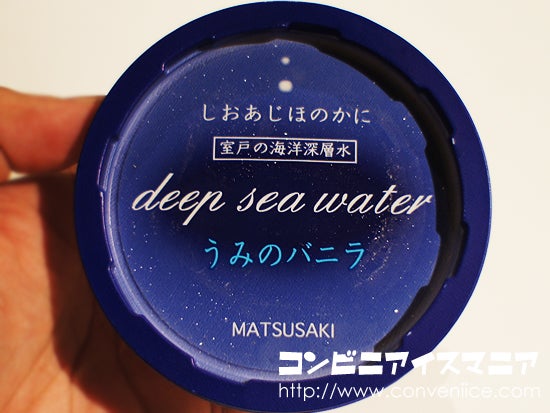 しおあじほのかに
室戸の海洋深層水
deep sea water
うみのバニラ
MATSUSAKI
コンビニアイスマニア
http://www.conveniice.com